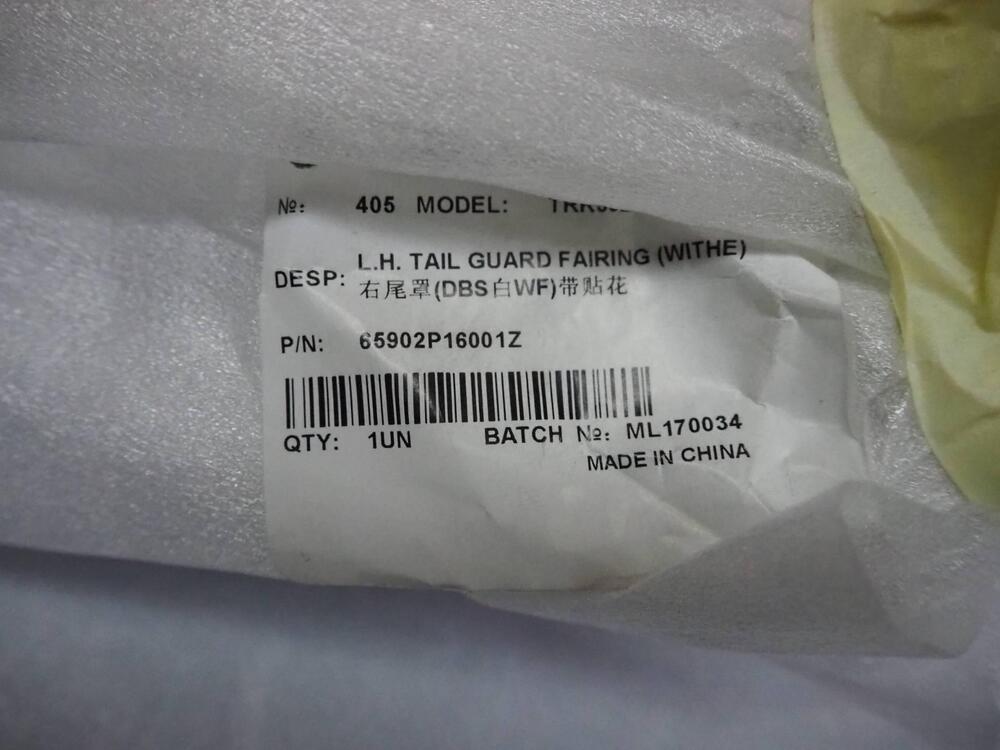 №: 405 MODEL:
DESP: L.H. TAIL GUARD FAIRING (WITHE)
右尾罩(DBS白WF)带贴花
P/N: 65902P16001Z
QTY: 1UN BATCH №: ML170034
MADE IN CHINA